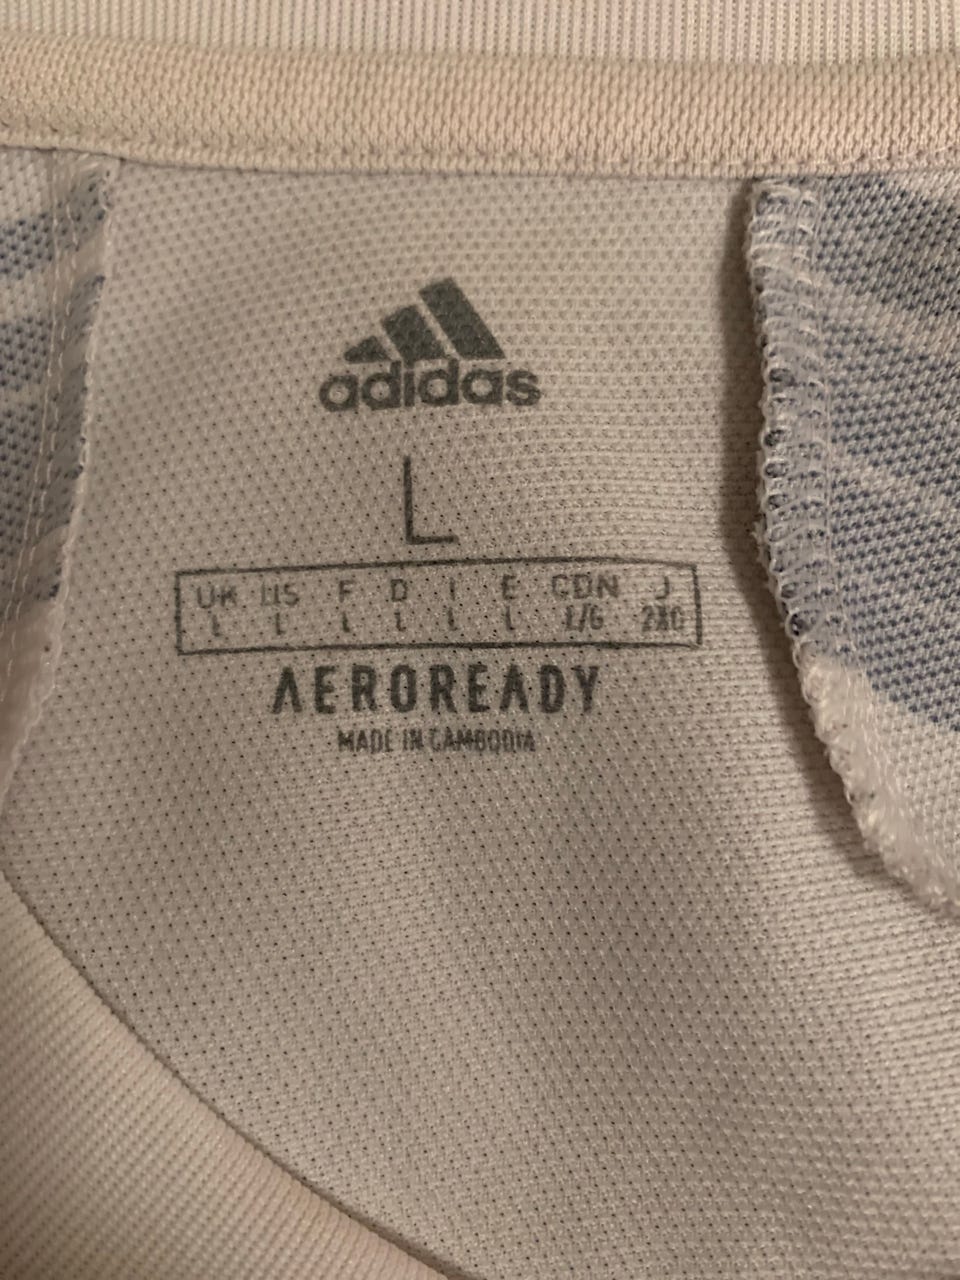 adidas
L
UK US F D I E CDN J
L L L L L L L/G 2XO
AEROREADY
MADE IN CAMBODIA